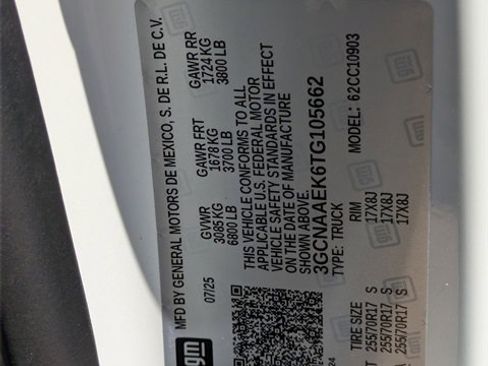 MFD BY GENERAL MOTORS DE MEXICO, S. DE R.L. DE C.V.
07/25
GVWR
3085 KG
6800 LB
GAWR FRT
1678 KG
3700 LB
GAWR RR
1724 KG
3800 LB
THIS VEHICLE CONFORMS TO ALL
APPLICABLE U.S. FEDERAL MOTOR
VEHICLE SAFETY STANDARDS IN EFFECT
ON THE DATE OF MANUFACTURE
SHOWN ABOVE.
3GCNAAEK6TG105662
TYPE: TRUCK
MODEL: 62CC10903
TIRE SIZE RIM
255/70R17 S 17X8J
255/70R17 S 17X8J
255/70R17 S 17X8J
gm
24